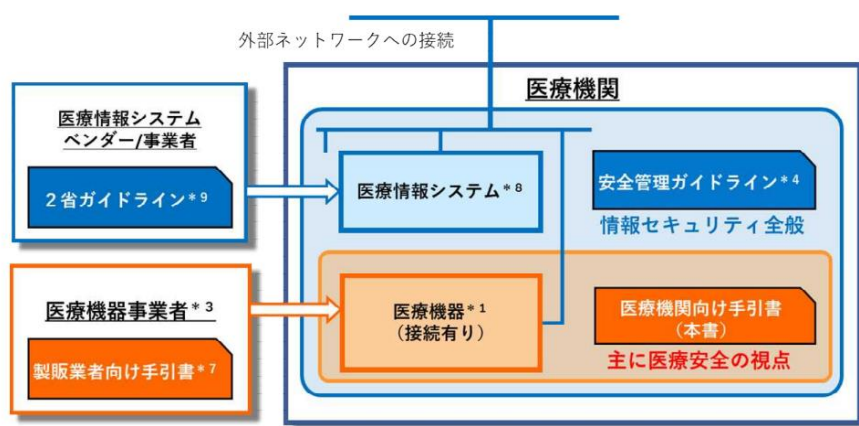 外部ネットワークへの接続
医療機関
医療情報システム
ベンダー/事業者
2省ガイドライン*9
医療情報システム*8
安全管理ガイドライン*4
情報セキュリティ全般
医療機器事業者*3
製販業者向け手引書*7
医療機器*1
(接続有り)
医療機関向け手引書
(本書)
主に医療安全の視点